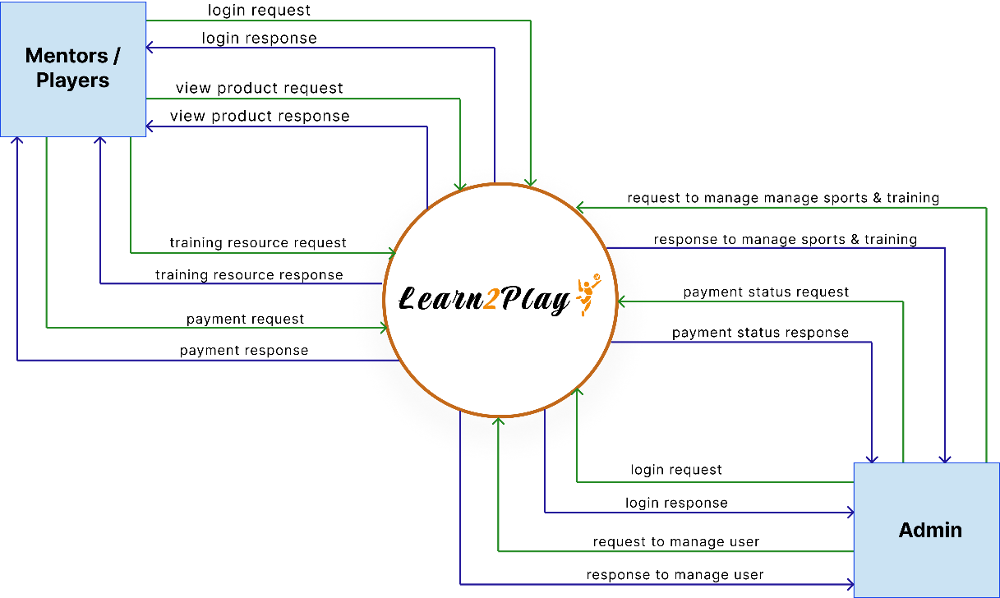 login request
login response
Mentors /
Players
view product request
view product response
request to manage manage sports & training
training resource request
response to manage sports & training
training resource response
Learn2Play
payment status request
payment request
payment status response
payment response
login request
login response
Admin
request to manage user
response to manage user